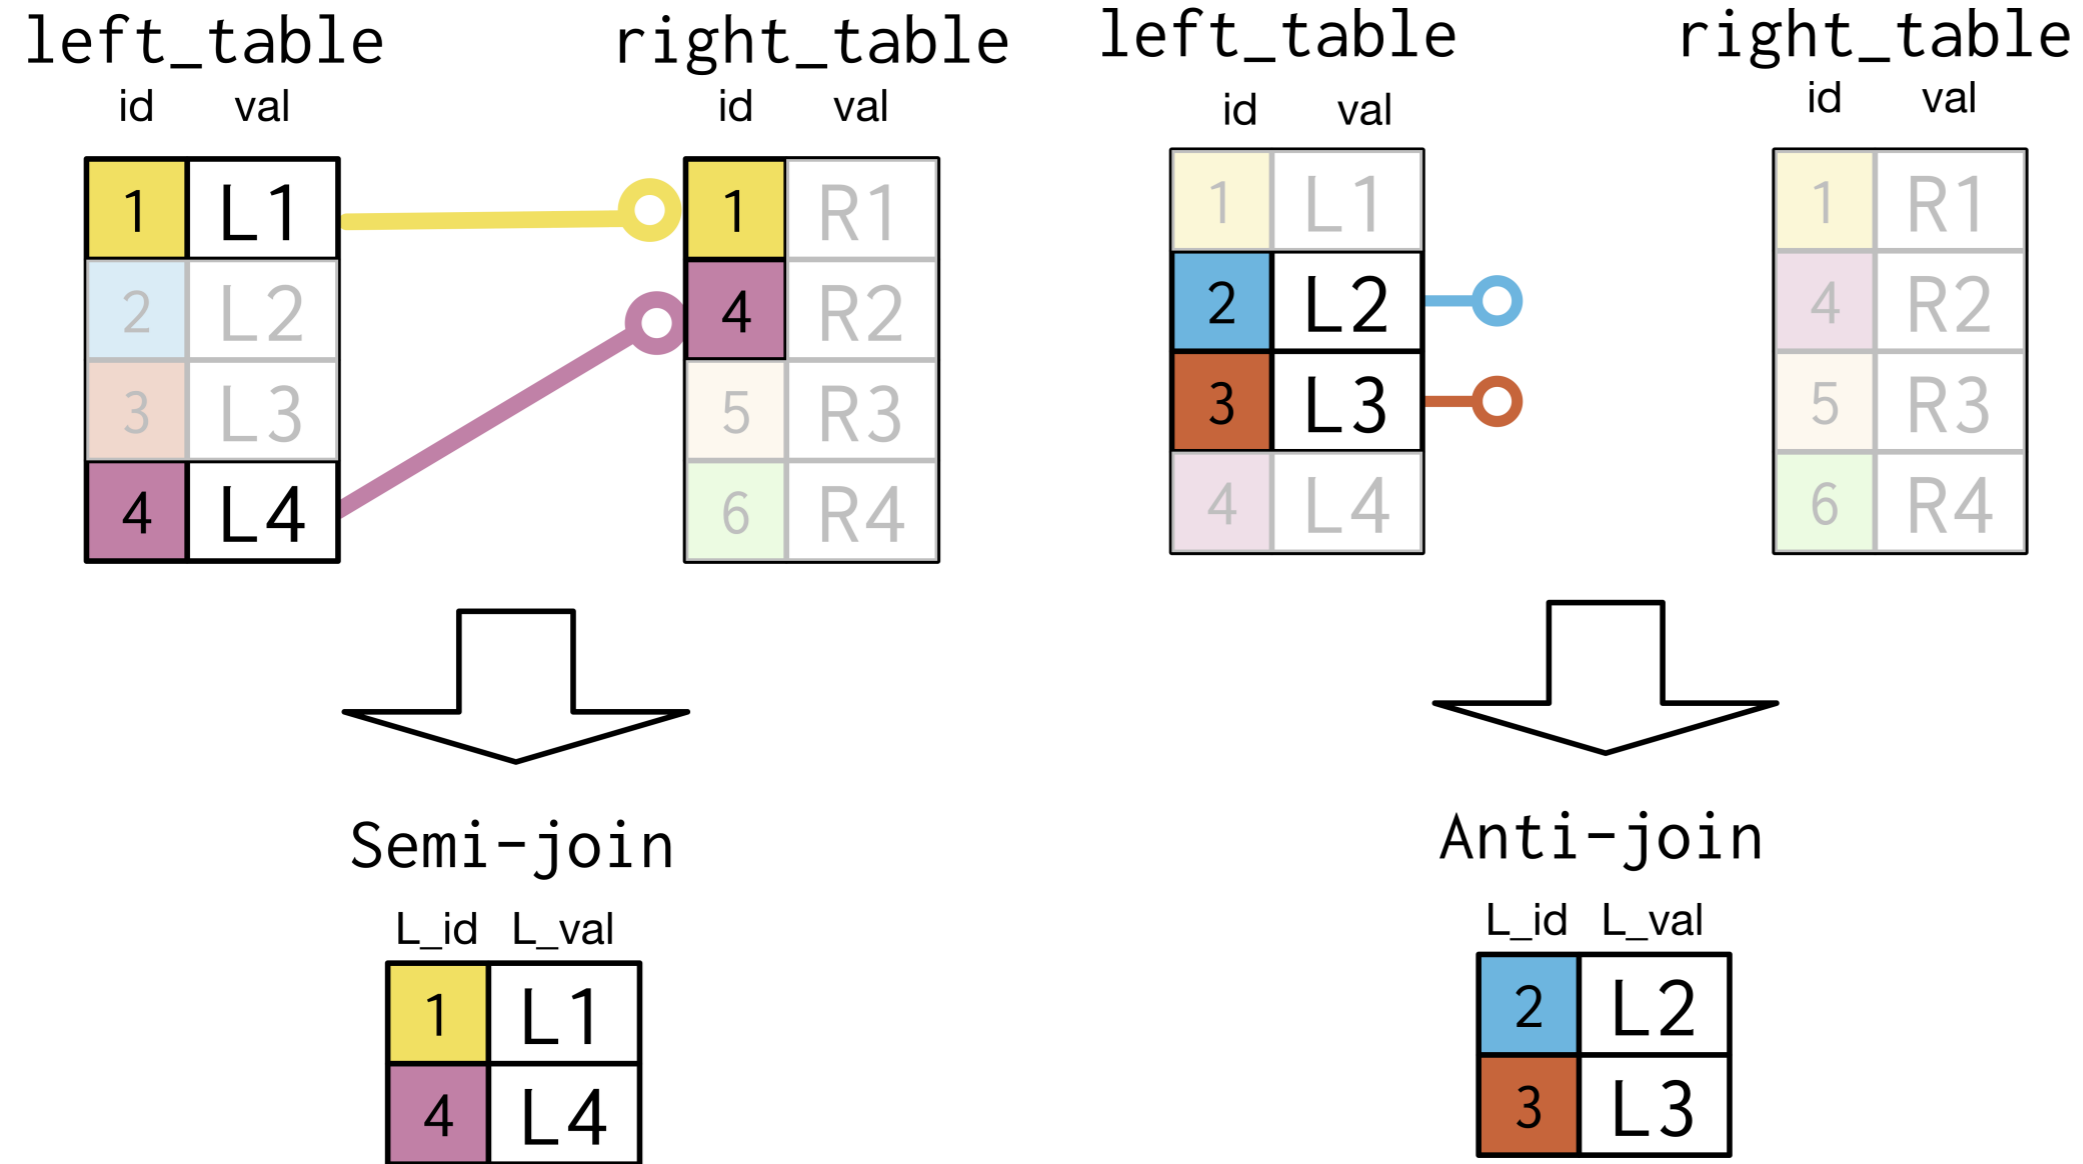 left_table right_table
id val id val
1 L1 1 R1
2 L2 4 R2
3 L3 5 R3
4 L4 6 R4
Semi-join
L_id L_val
1 L1
4 L4
left_table right_table
id val id val
1 L1 1 R1
2 L2 4 R2
3 L3 5 R3
4 L4 6 R4
Anti-join
L_id L_val
2 L2
3 L3